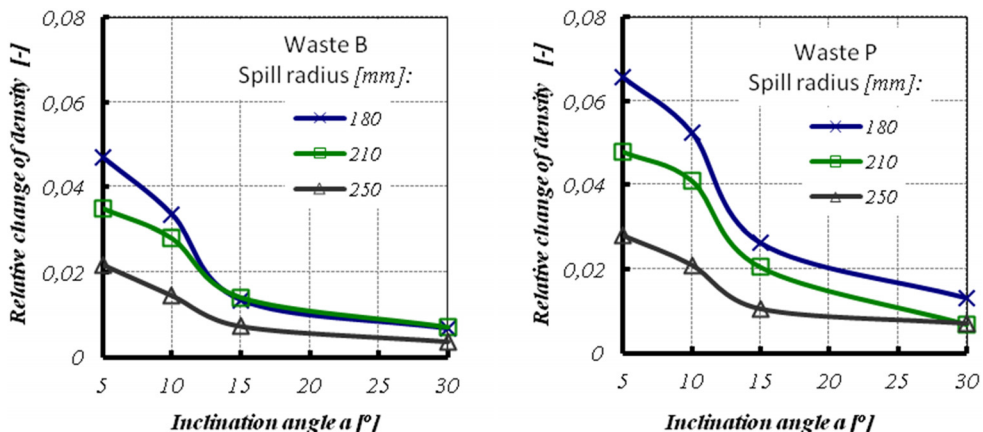 0,08
0,06
0,04
0,02
0
Relative change of density [-]
Waste B
Spill radius [mm]:
180
210
250
5 10 15 20 25 30
Inclination angle a [º]
0,08
0,06
0,04
0,02
0
Relative change of density [-]
Waste P
Spill radius [mm]:
180
210
250
5 10 15 20 25 30
Inclination angle a [º]